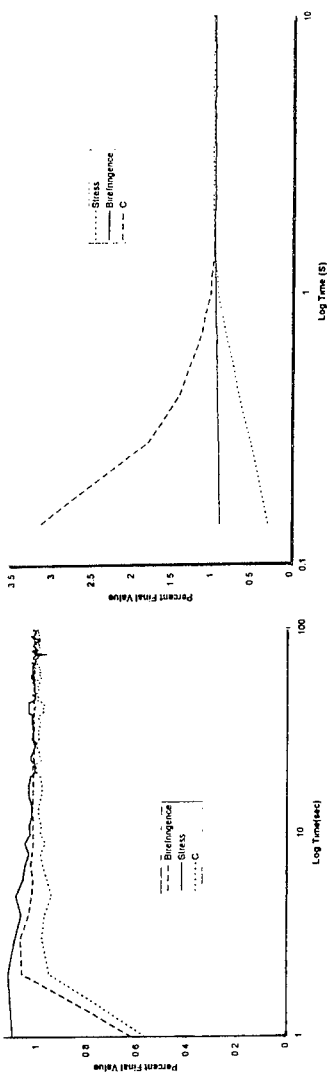 Percent Final Value
1
0.8
0.6
0.4
0.2
0
Bireinngence
Stress
C
1
10
100
Log Time(sec)
Percent Final Value
3.5
3
2.5
2
1.5
1
0.5
0
Stress
Bireinngence
C
0.1
1
10
Log Time (S)